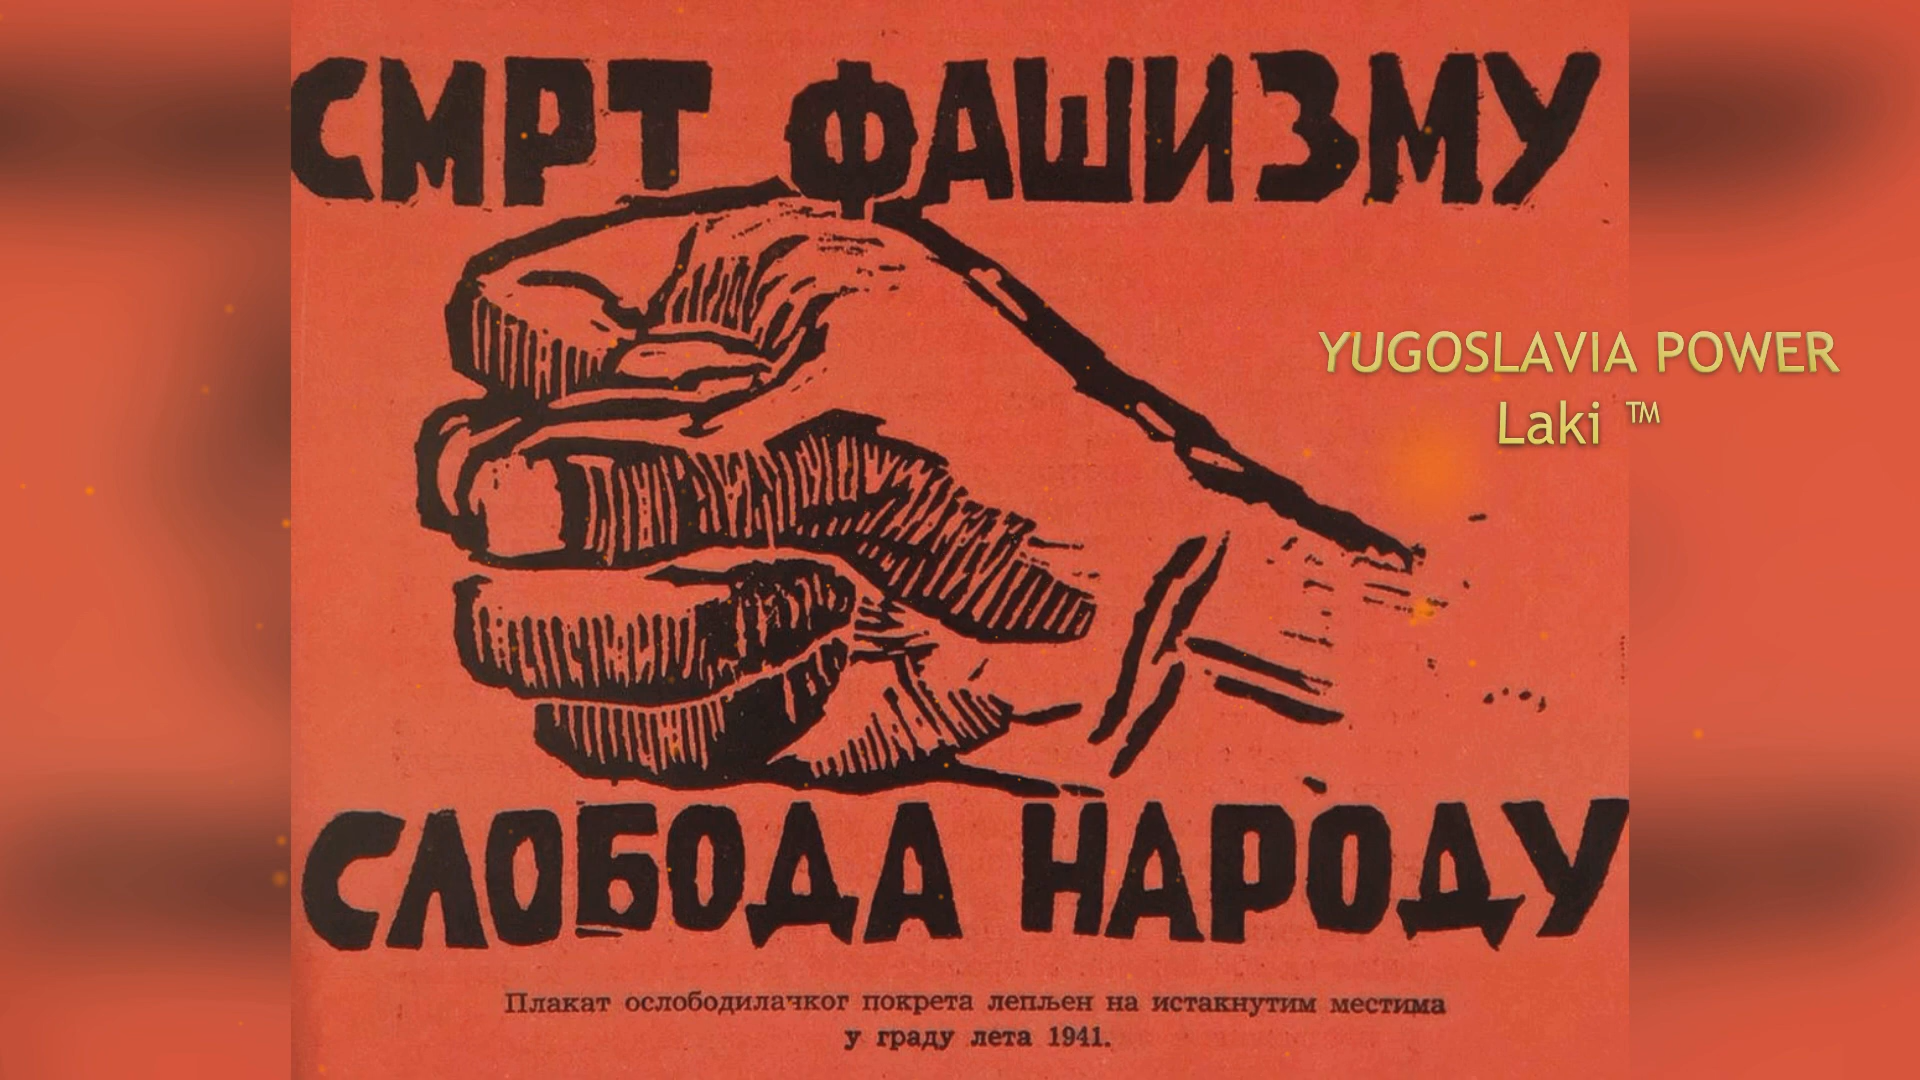 СМРТ ФАШИЗМУ
YUGOSLAVIA POWER
Laki ™
СЛОБОДА НАРОДУ
Плакат ослободилачког покрета лепљен на истакнутим местима
у граду лета 1941.